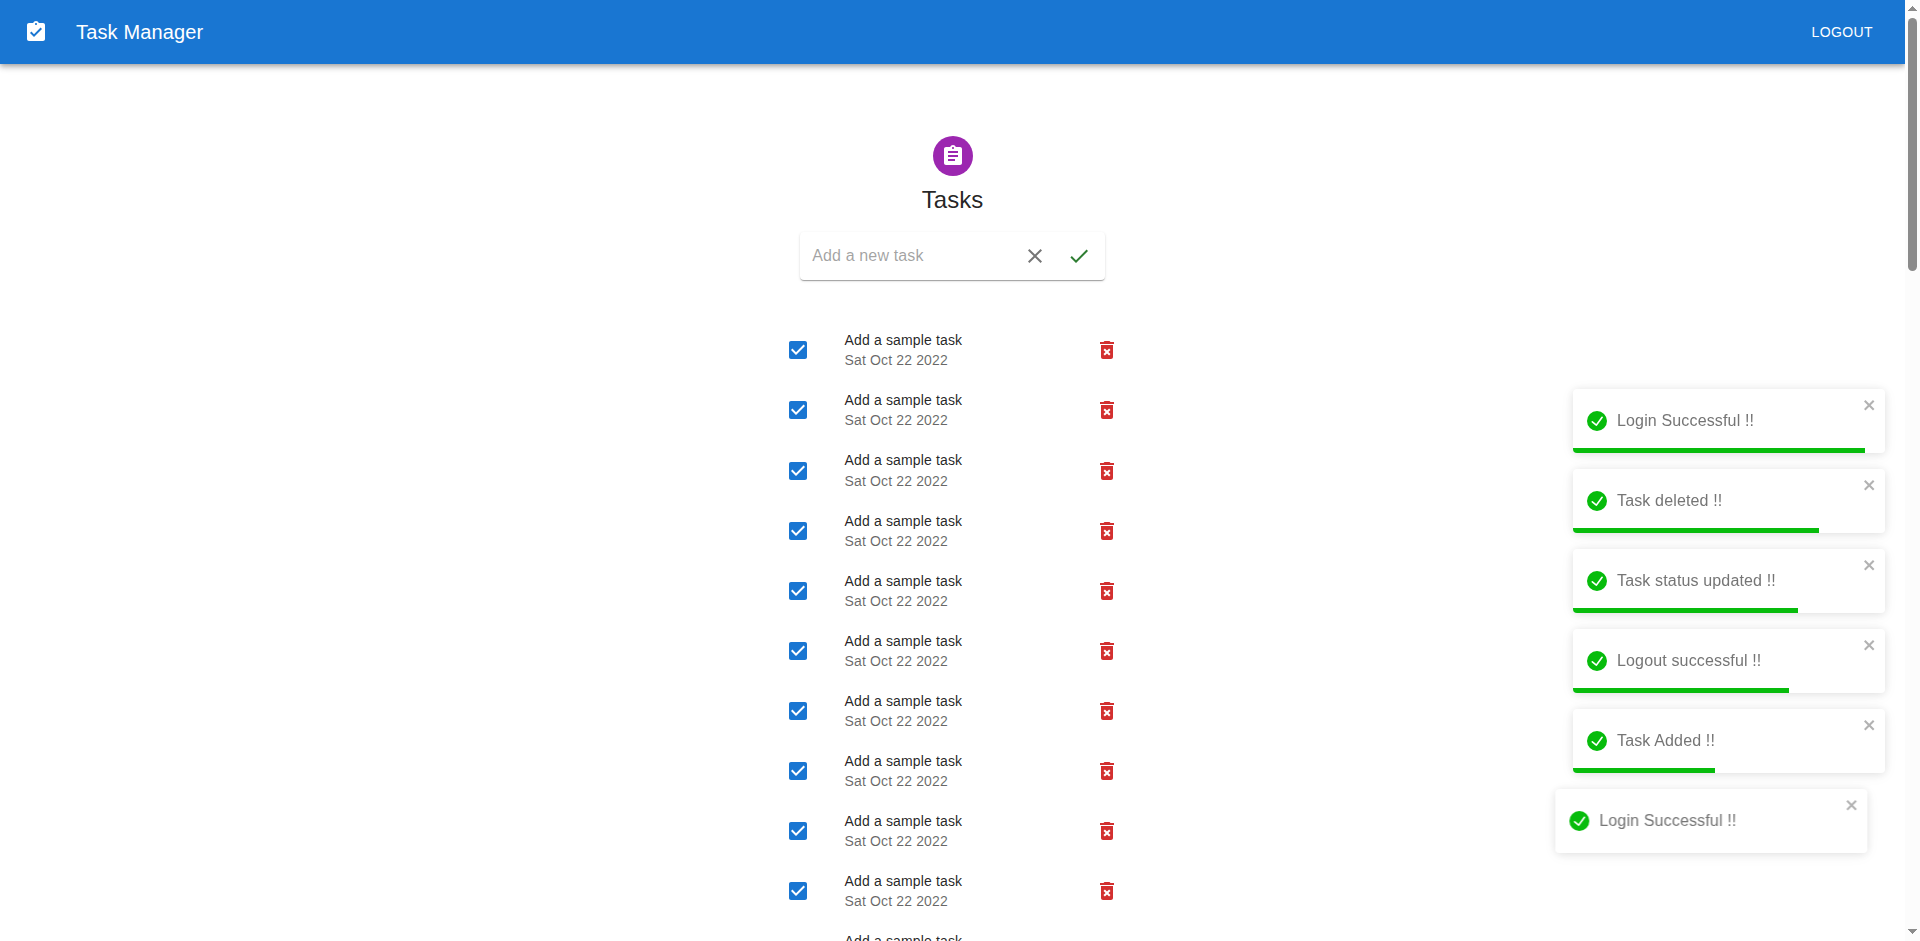 Task Manager
LOGOUT
Tasks
Add a new task
Add a sample task
Sat Oct 22 2022
Add a sample task
Sat Oct 22 2022
Add a sample task
Sat Oct 22 2022
Add a sample task
Sat Oct 22 2022
Add a sample task
Sat Oct 22 2022
Add a sample task
Sat Oct 22 2022
Add a sample task
Sat Oct 22 2022
Add a sample task
Sat Oct 22 2022
Add a sample task
Sat Oct 22 2022
Add a sample task
Sat Oct 22 2022
Add a sample task
Login Successful !!
Task deleted !!
Task status updated !!
Logout successful !!
Task Added !!
Login Successful !!